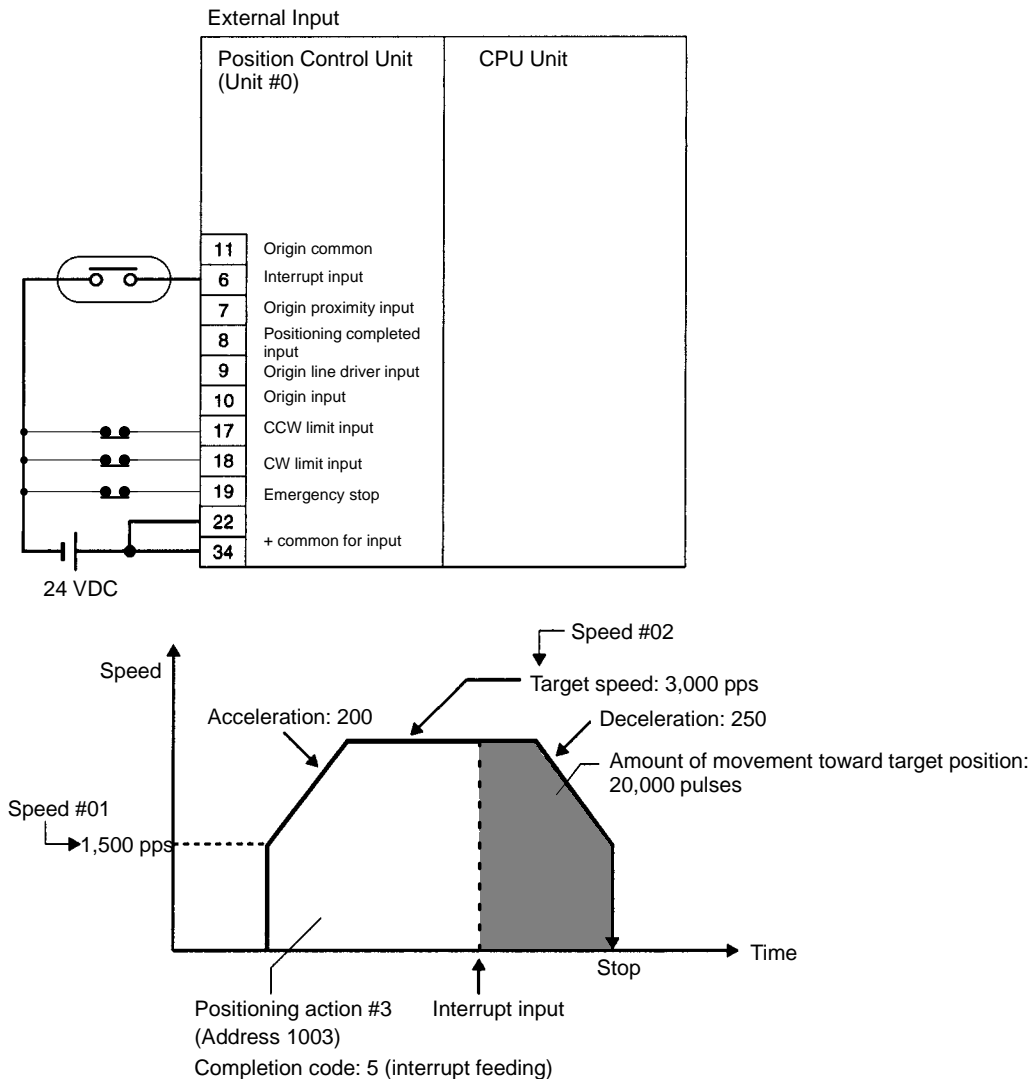 External Input
Position Control Unit
(Unit #0)
CPU Unit
11 Origin common
6 Interrupt input
7 Origin proximity input
8 Positioning completed
input
9 Origin line driver input
10 Origin input
17 CCW limit input
18 CW limit input
19 Emergency stop
22
+ common for input
34
24 VDC
Speed #02
Speed
Target speed: 3,000 pps
Acceleration: 200
Deceleration: 250
Amount of movement toward target position:
20,000 pulses
Speed #01
1,500 pps
Time
Stop
Positioning action #3
(Address 1003)
Interrupt input
Completion code: 5 (interrupt feeding)